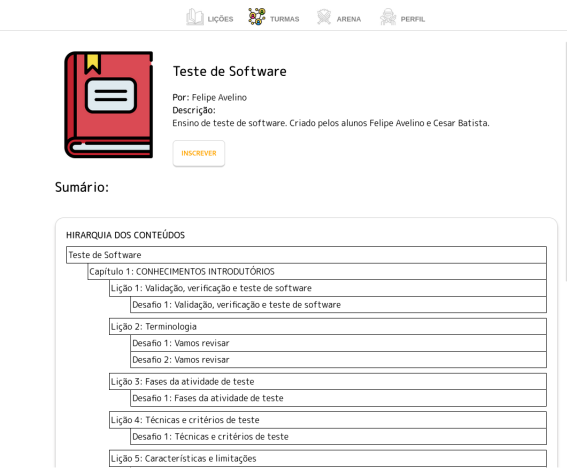 LIÇÕES TURMAS ARENA PERFIL
Teste de Software
Por: Felipe Avelino
Descrição:
Ensino de teste de software. Criado pelos alunos Felipe Avelino e Cesar Batista.
INSCREVER
Sumário:
HIRARQUIA DOS CONTEÚDOS
Teste de Software
Capítulo 1: CONHECIMENTOS INTRODUTÓRIOS
Lição 1: Validação, verificação e teste de software
Desafio 1: Validação, verificação e teste de software
Lição 2: Terminologia
Desafio 1: Vamos revisar
Desafio 2: Vamos revisar
Lição 3: Fases da atividade de teste
Desafio 1: Fases da atividade de teste
Lição 4: Técnicas e critérios de teste
Desafio 1: Técnicas e critérios de teste
Lição 5: Características e limitações